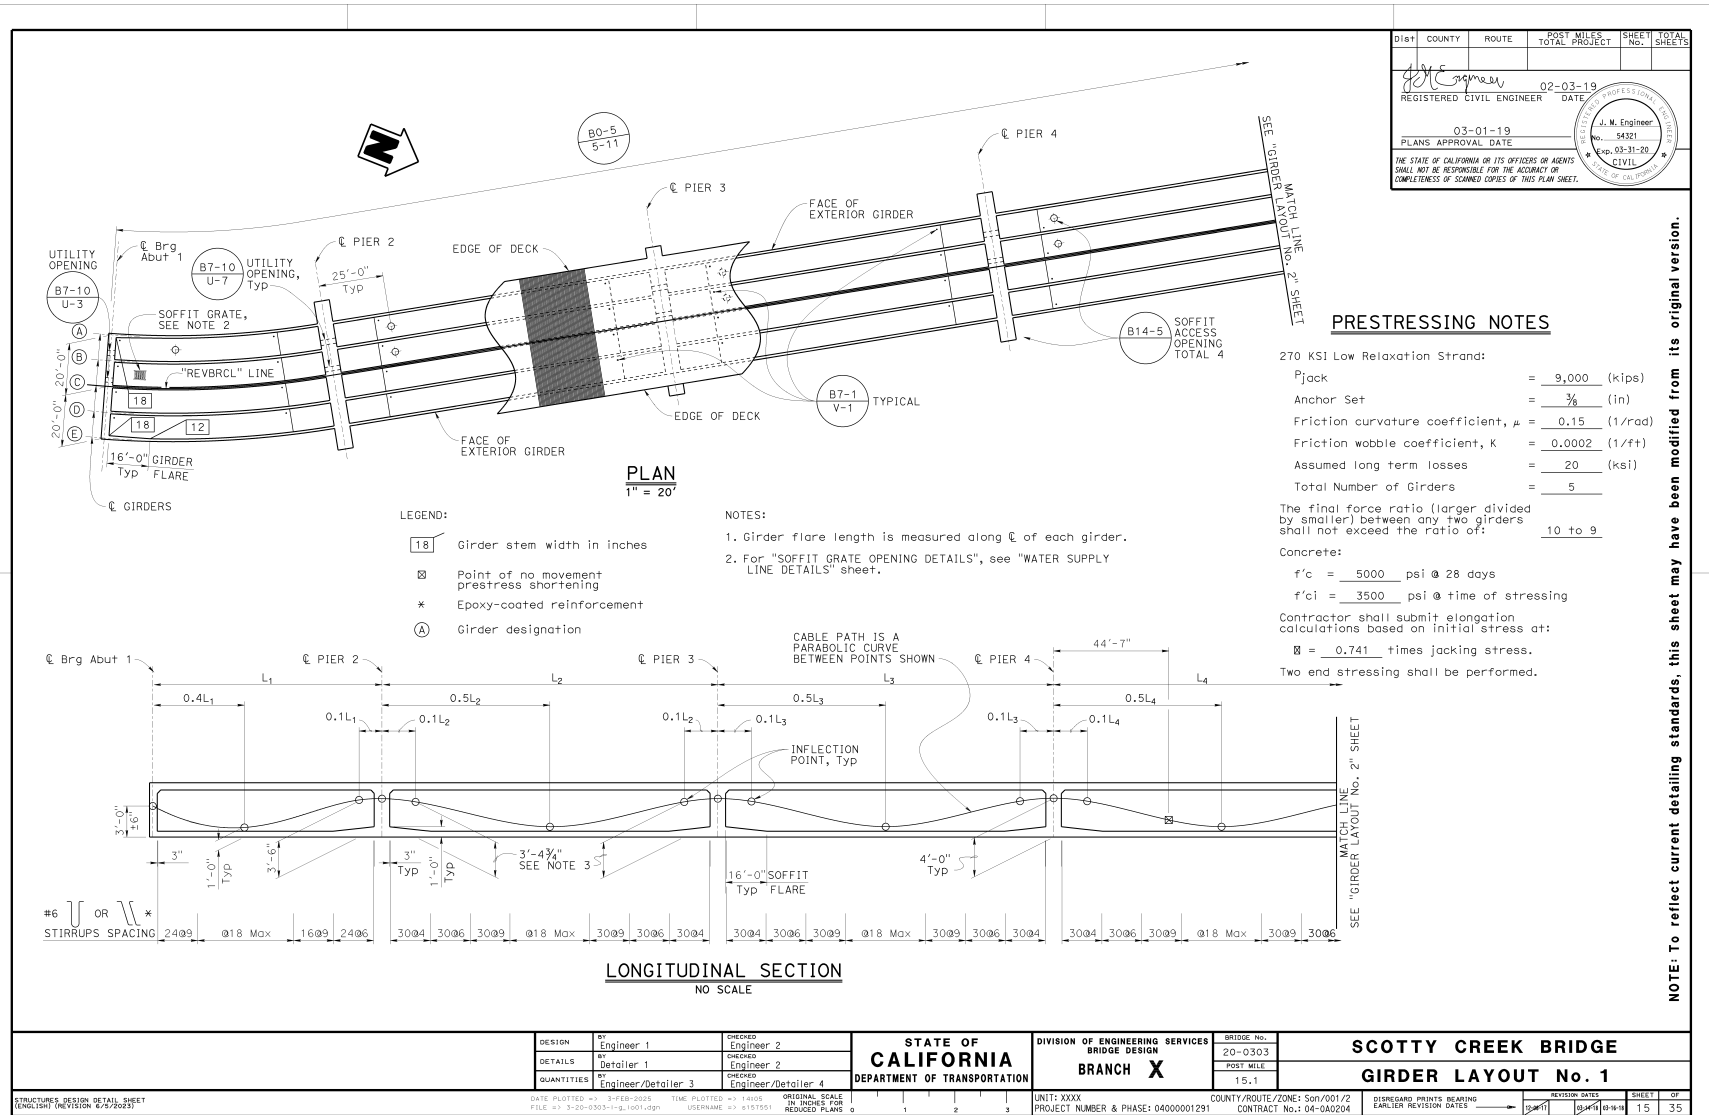 Dist COUNTY ROUTE POST MILES TOTAL PROJECT SHEET No. TOTAL SHEETS
J.M Engineer 02-03-19
REGISTERED CIVIL ENGINEER DATE
03-01-19
PLANS APPROVAL DATE
THE STATE OF CALIFORNIA OR ITS OFFICERS OR AGENTS
SHALL NOT BE RESPONSIBLE FOR THE ACCURACY OR
COMPLETENESS OF SCANNED COPIES OF THIS PLAN SHEET.
REGISTERED PROFESSIONAL ENGINEER
J. M. Engineer
No. 54321
Exp. 03-31-20
CIVIL
STATE OF CALIFORNIA
N
B0-5
5-11
℄ PIER 4
℄ PIER 3
℄ PIER 2
℄ Brg
Abut 1
FACE OF
EXTERIOR GIRDER
EDGE OF DECK
SEE "GIRDER LAYOUT No. 2" SHEET
MATCH LINE
UTILITY
OPENING
B7-10
U-3
B7-10
U-7
UTILITY
OPENING,
Typ
25'-0"
Typ
SOFFIT GRATE,
SEE NOTE 2
A
B
C
D
E
20'-0"
20'-0"
"REVBRCL" LINE
18
18
12
16'-0"
Typ
GIRDER
FLARE
℄ GIRDERS
FACE OF
EXTERIOR GIRDER
EDGE OF DECK
B7-1
V-1
TYPICAL
B14-5
SOFFIT
ACCESS
OPENING
TOTAL 4
PLAN
1" = 20'
LEGEND:
18 Girder stem width in inches
⊠ Point of no movement
prestress shortening
* Epoxy-coated reinforcement
A Girder designation
NOTES:
1. Girder flare length is measured along ℄ of each girder.
2. For "SOFFIT GRATE OPENING DETAILS", see "WATER SUPPLY
LINE DETAILS" sheet.
PRESTRESSING NOTES
270 KSI Low Relaxation Strand:
Pjack = 9,000 (kips)
Anchor Set = ⅜ (in)
Friction curvature coefficient, μ = 0.15 (1/rad)
Friction wobble coefficient, K = 0.0002 (1/ft)
Assumed long term losses = 20 (ksi)
Total Number of Girders = 5
The final force ratio (larger divided
by smaller) between any two girders
shall not exceed the ratio of: 10 to 9
Concrete:
f'c = 5000 psi @ 28 days
f'ci = 3500 psi @ time of stressing
Contractor shall submit elongation
calculations based on initial stress at:
⊠ = 0.741 times jacking stress.
Two end stressing shall be performed.
NOTE: To reflect current detailing standards, this sheet may have been modified from its original version.
℄ Brg Abut 1
℄ PIER 2
℄ PIER 3
CABLE PATH IS A
PARABOLIC CURVE
BETWEEN POINTS SHOWN
℄ PIER 4
44'-7"
L1 L2 L3 L4
0.4L1 0.5L2 0.5L3 0.5L4
0.1L1 0.1L2 0.1L2 0.1L3 0.1L3 0.1L4
INFLECTION
POINT, Typ
3'-0"
±6"
3"
1'-0"
Typ
3'-6"
3"
Typ
1'-0"
Typ
3'-4¾"
SEE NOTE 3
16'-0"
Typ
SOFFIT
FLARE
4'-0"
Typ
MATCH LINE
SEE "GIRDER LAYOUT No. 2" SHEET
#6 OR *
STIRRUPS SPACING 24@9 @18 Max 16@9 24@6 30@4 30@6 30@9 @18 Max 30@9 30@6 30@4 30@4 30@6 30@9 @18 Max 30@9 30@6 30@4 30@4 30@6 30@9 @18 Max 30@9 30@6
LONGITUDINAL SECTION
NO SCALE
DESIGN BY Engineer 1 CHECKED Engineer 2
DETAILS BY Detailer 1 CHECKED Engineer 2
QUANTITIES BY Engineer/Detailer 3 CHECKED Engineer/Detailer 4
STATE OF
CALIFORNIA
DEPARTMENT OF TRANSPORTATION
DIVISION OF ENGINEERING SERVICES
BRIDGE DESIGN
BRANCH X
BRIDGE No.
20-0303
POST MILE
15.1
SCOTTY CREEK BRIDGE
GIRDER LAYOUT No. 1
STRUCTURES DESIGN DETAIL SHEET
(ENGLISH) (REVISION 6/5/2023)
DATE PLOTTED => 3-FEB-2025 TIME PLOTTED => 14:05
FILE => 3-20-0303-i-g_lo01.dgn USERNAME => s157551
ORIGINAL SCALE
IN INCHES FOR
REDUCED PLANS 0 1 2 3
UNIT: XXXX
PROJECT NUMBER & PHASE: 04000001291
COUNTY/ROUTE/ZONE: Son/001/2
CONTRACT No.: 04-0A0204
DISREGARD PRINTS BEARING
EARLIER REVISION DATES
REVISION DATES
SHEET OF
15 35